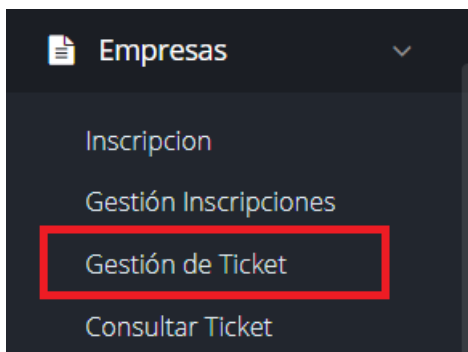 Empresas
Inscripcion
Gestión Inscripciones
Gestión de Ticket
Consultar Ticket